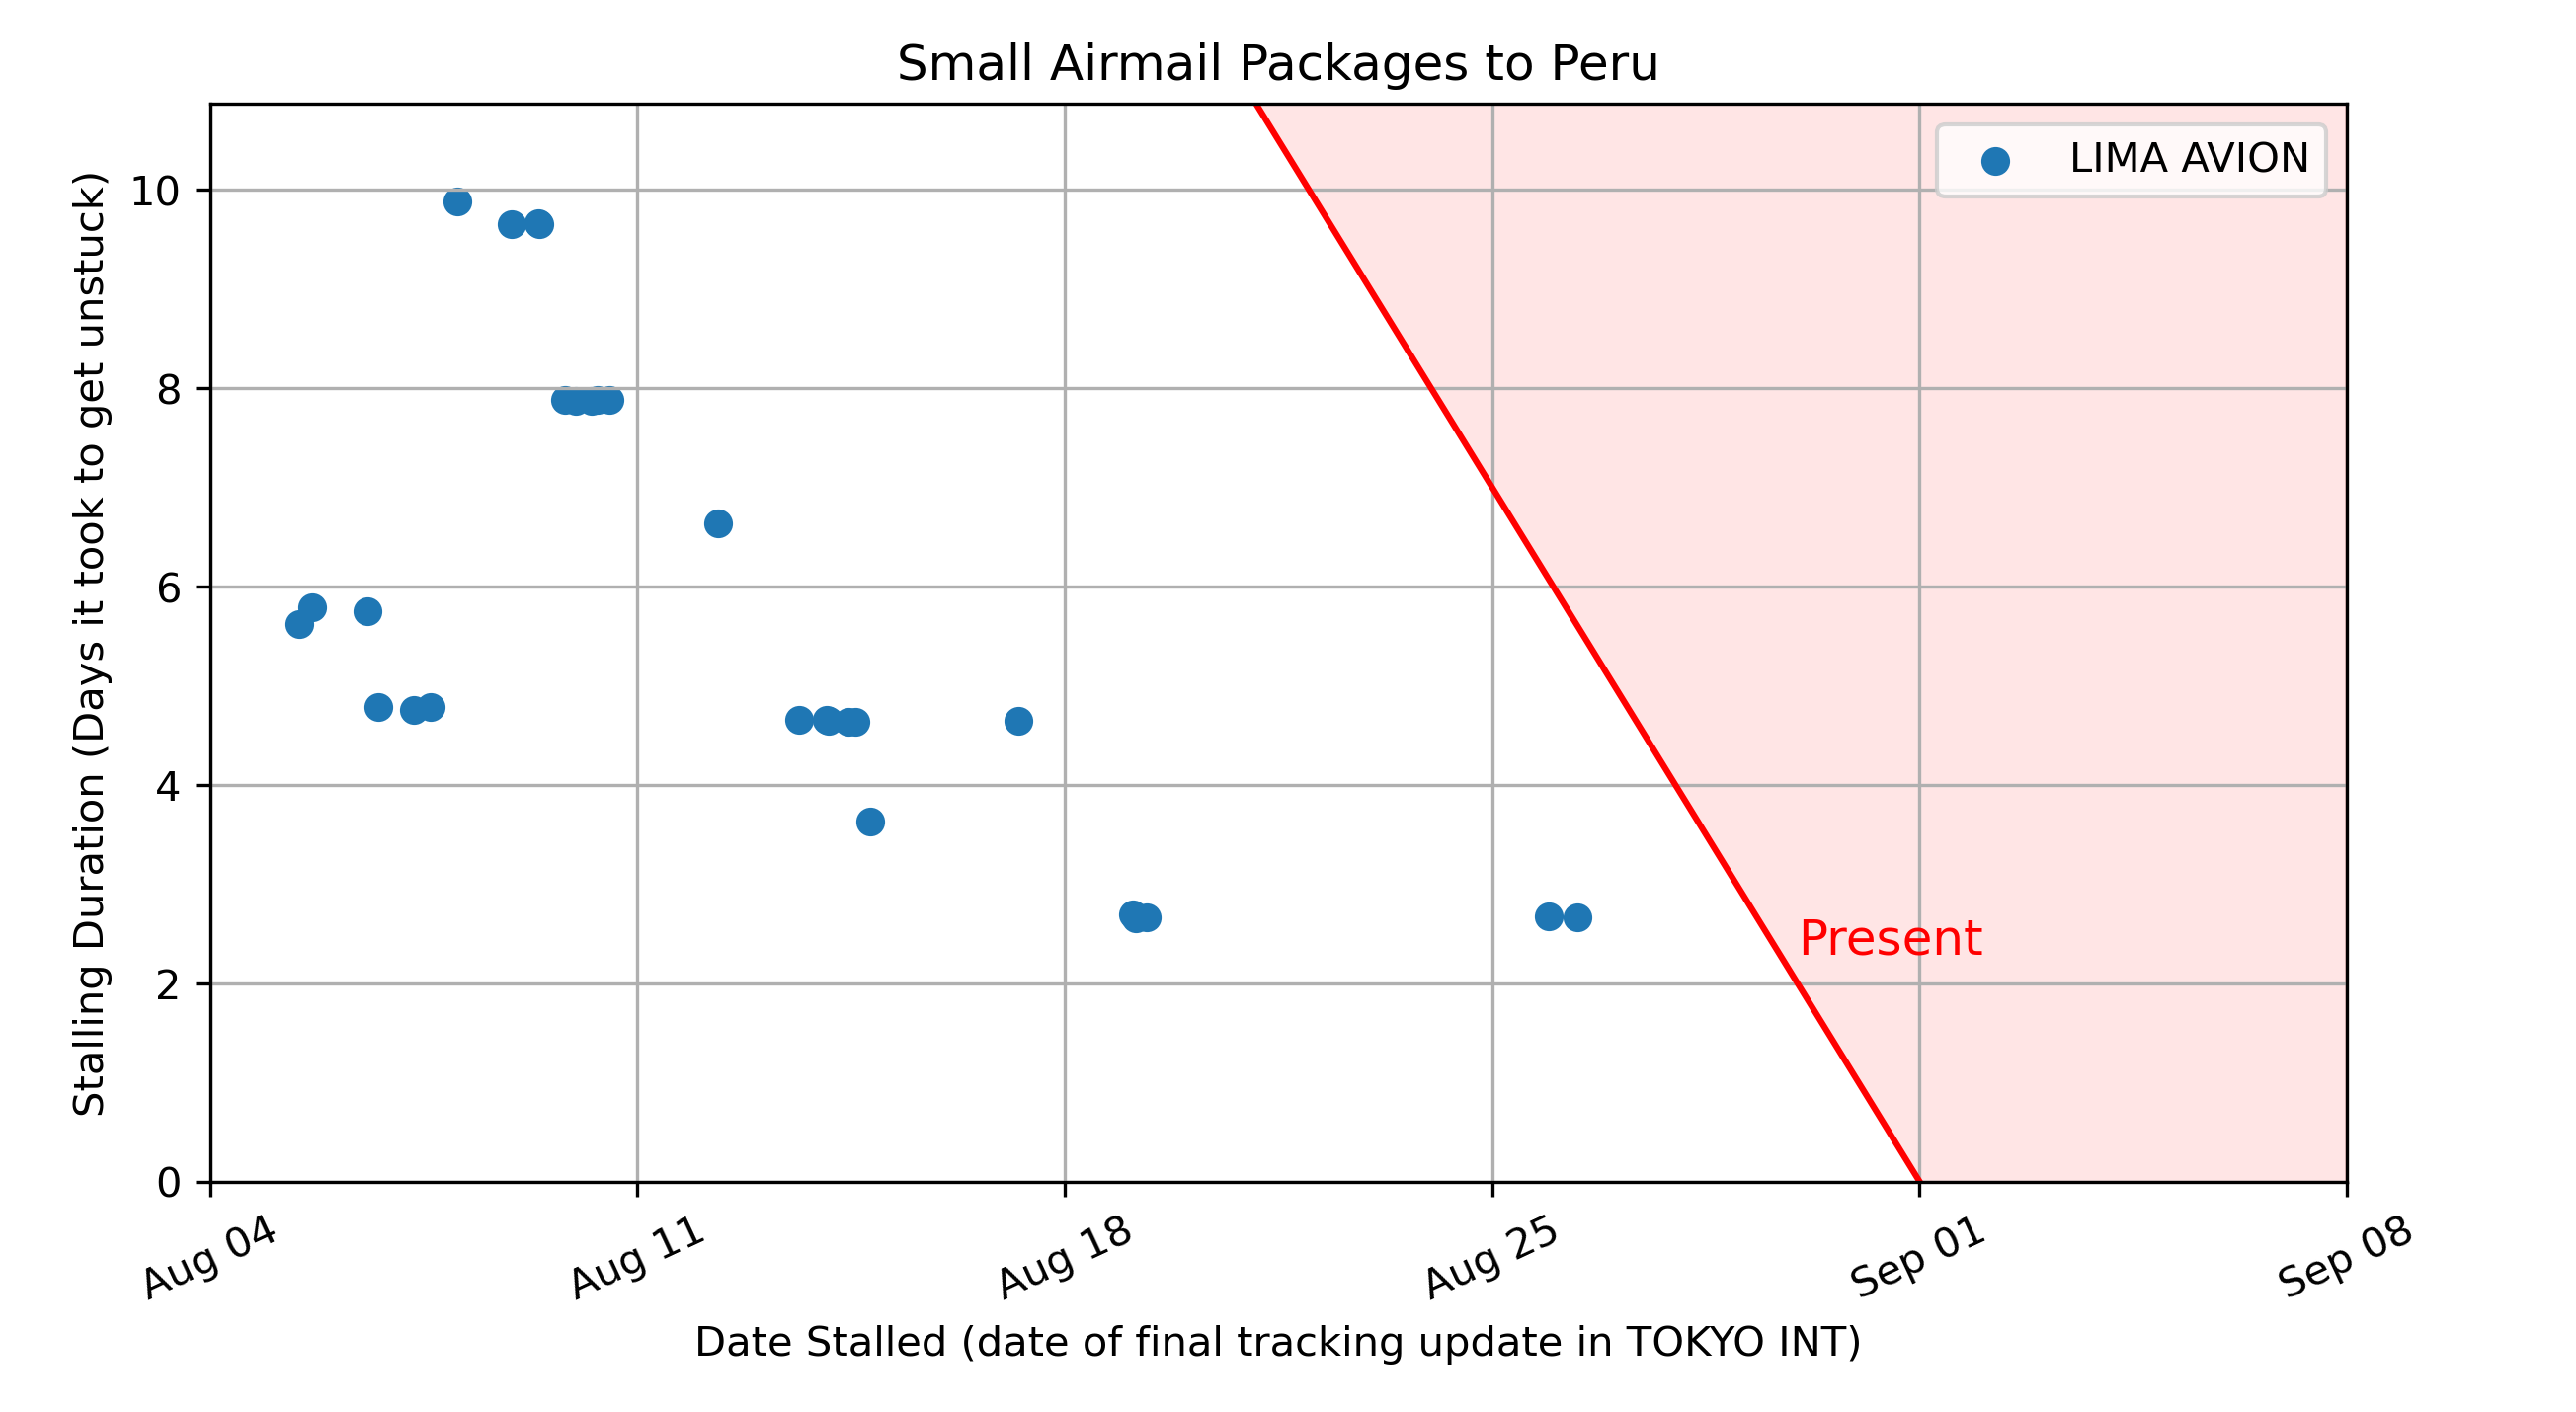 Small Airmail Packages to Peru
LIMA AVION
Stalling Duration (Days it took to get unstuck)
10
8
6
4
2
0
Present
Aug 04
Aug 11
Aug 18
Aug 25
Sep 01
Sep 08
Date Stalled (date of final tracking update in TOKYO INT)